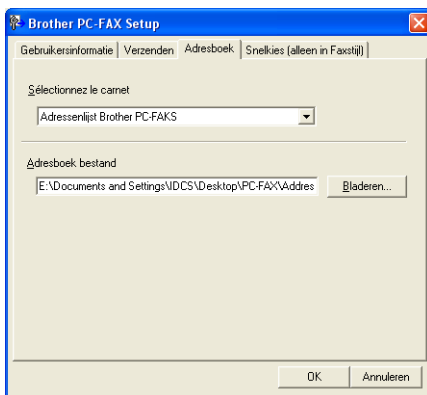 Brother PC-FAX Setup
Gebruikersinformatie Verzenden Adresboek Snelkies (alleen in Faxstijl)
Sélectionnez le carnet
Adressenlijst Brother PC-FAKS
Adresboek bestand
E:\Documents and Settings\IDCS\Desktop\PC-FAX\Addres Bladeren...
OK Annuleren